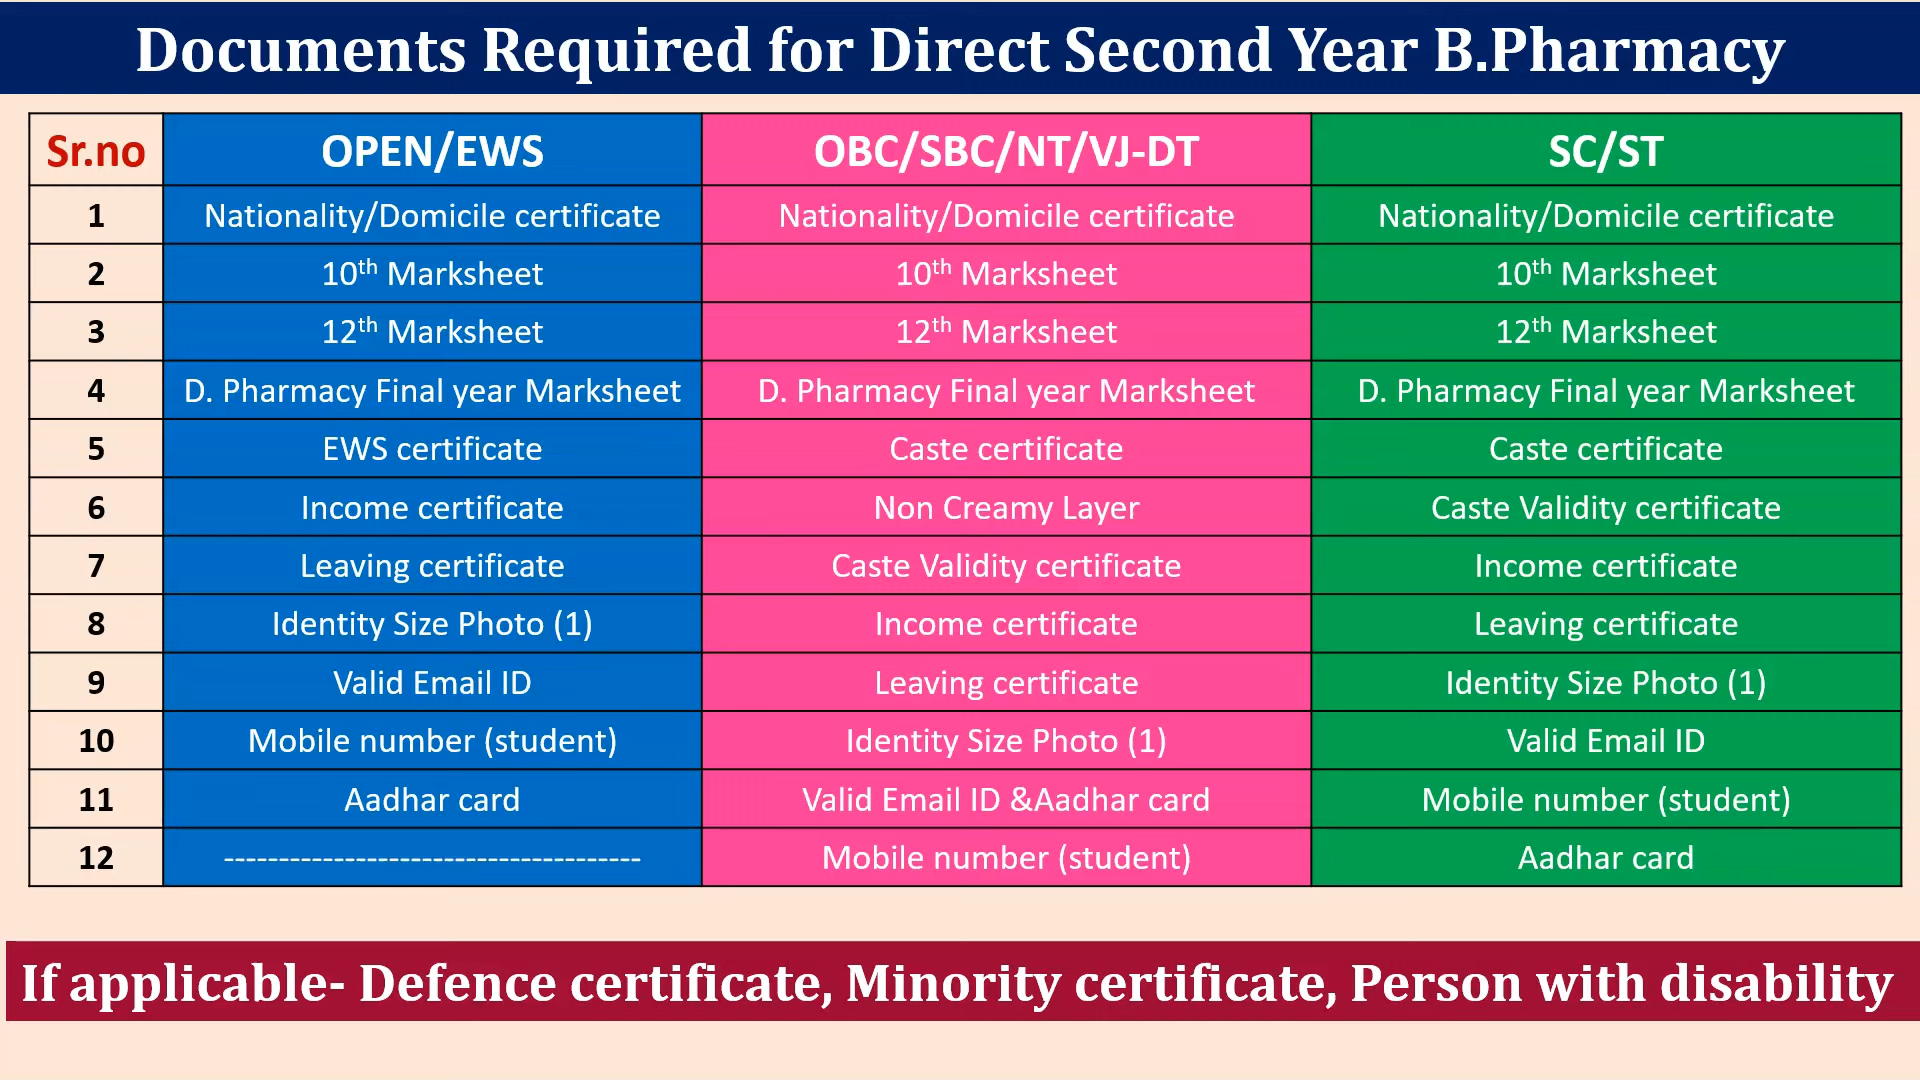 Documents Required for Direct Second Year B.Pharmacy
Sr.no OPEN/EWS OBC/SBC/NT/VJ-DT SC/ST
1 Nationality/Domicile certificate Nationality/Domicile certificate Nationality/Domicile certificate
2 10th Marksheet 10th Marksheet 10th Marksheet
3 12th Marksheet 12th Marksheet 12th Marksheet
4 D. Pharmacy Final year Marksheet D. Pharmacy Final year Marksheet D. Pharmacy Final year Marksheet
5 EWS certificate Caste certificate Caste certificate
6 Income certificate Non Creamy Layer Caste Validity certificate
7 Leaving certificate Caste Validity certificate Income certificate
8 Identity Size Photo (1) Income certificate Leaving certificate
9 Valid Email ID Leaving certificate Identity Size Photo (1)
10 Mobile number (student) Identity Size Photo (1) Valid Email ID
11 Aadhar card Valid Email ID &Aadhar card Mobile number (student)
12 -------------------------------------- Mobile number (student) Aadhar card
If applicable- Defence certificate, Minority certificate, Person with disability